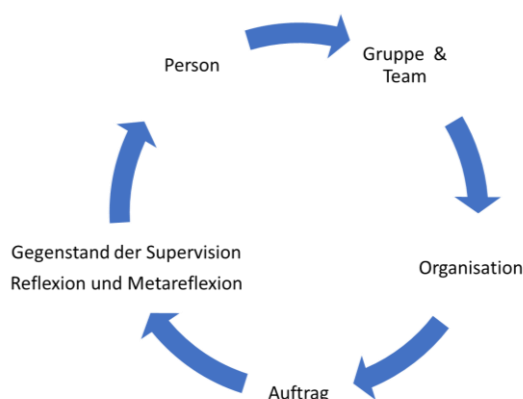 Person
Gruppe &
Team
Organisation
Auftrag
Gegenstand der Supervision
Reflexion und Metareflexion